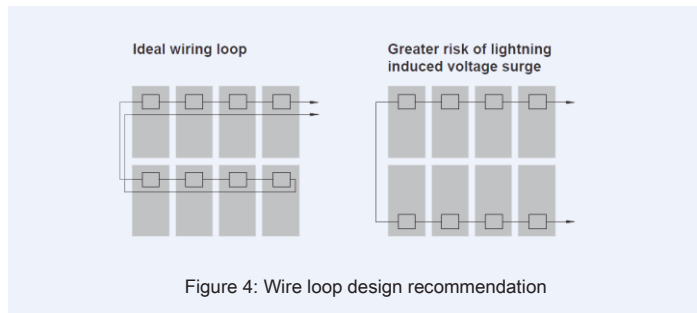 Ideal wiring loop
Greater risk of lightning
induced voltage surge
Figure 4: Wire loop design recommendation